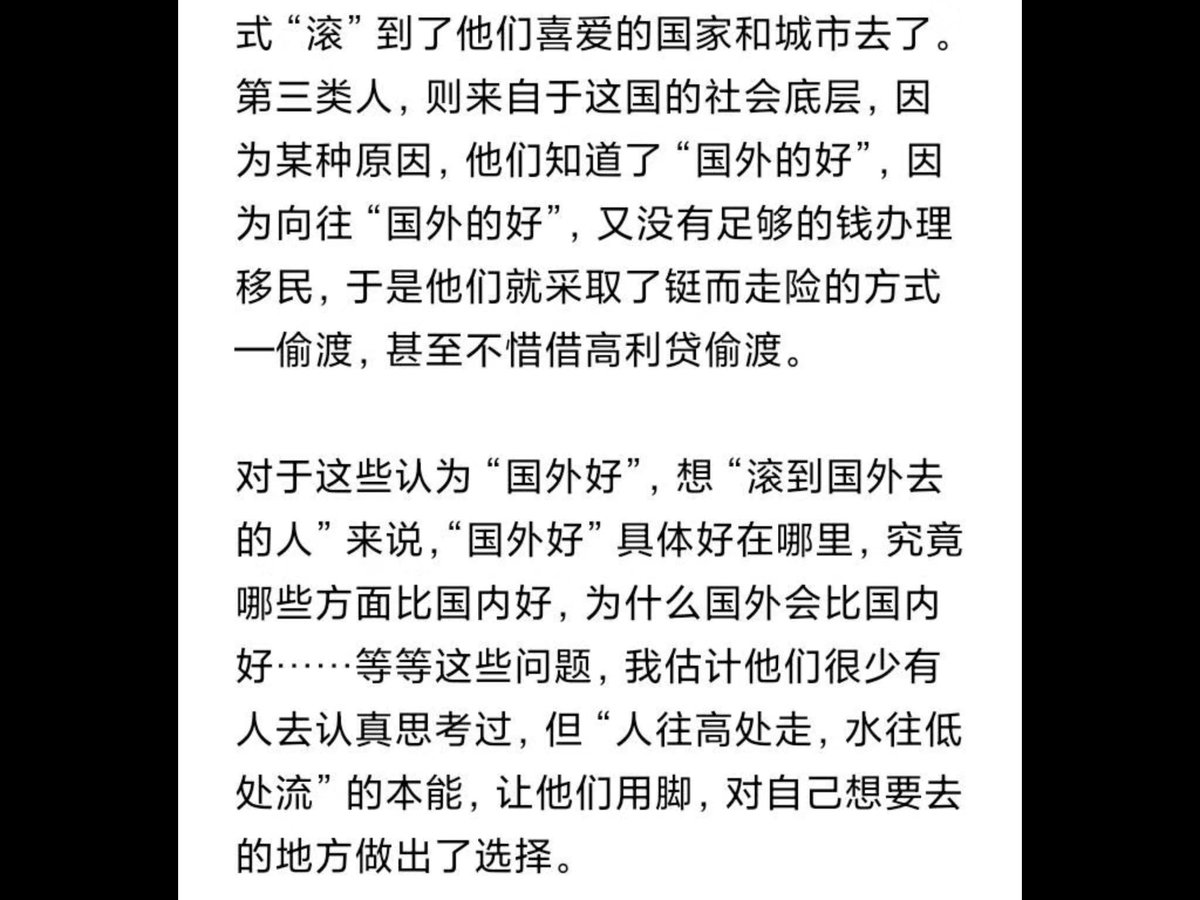 式“滚”到了他们喜爱的国家和城市去了。
第三类人，则来自于这国的社会底层，因
为某种原因，他们知道了“国外的好”，因
为向往“国外的好”，又没有足够的钱办理
移民，于是他们就采取了铤而走险的方式
—偷渡，甚至不惜借高利贷偷渡。
对于这些认为“国外好”，想“滚到国外去
的人”来说，“国外好”具体好在哪里，究竟
哪些方面比国内好，为什么国外会比国内
好……等等这些问题，我估计他们很少有
人去认真思考过，但“人往高处走，水往低
处流”的本能，让他们用脚，对自己想要去
的地方做出了选择。